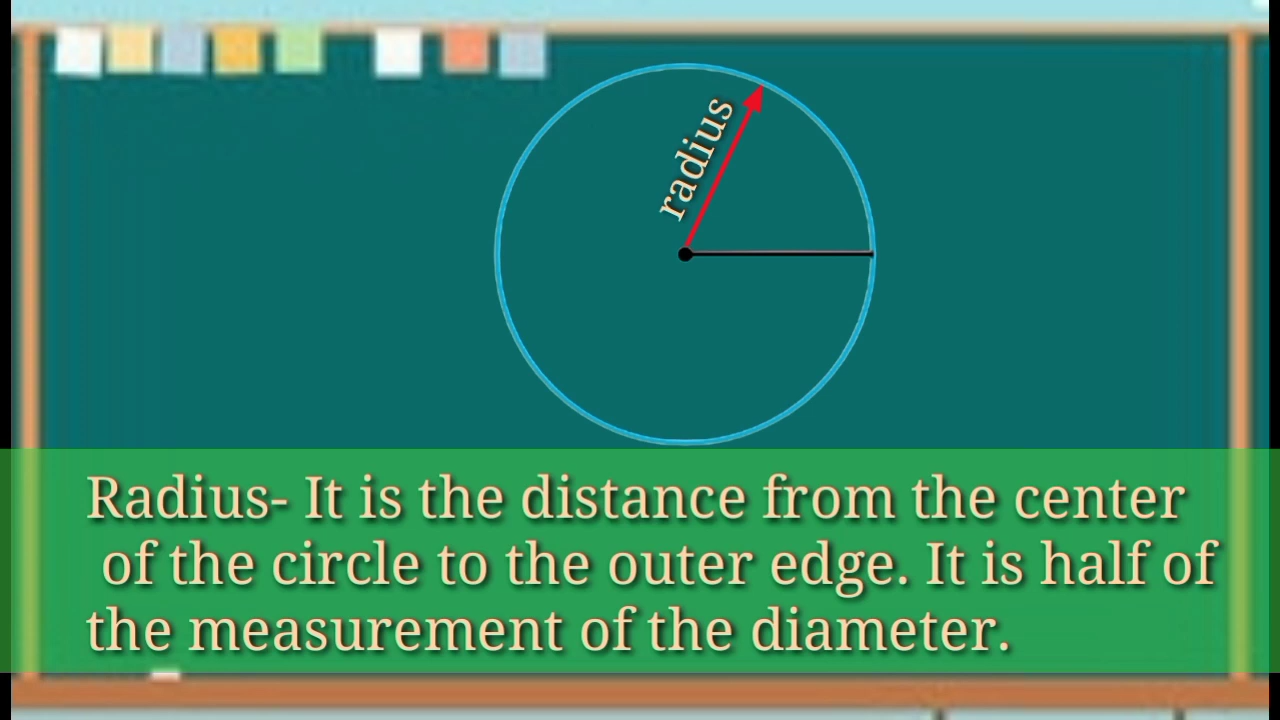 radius
Radius- It is the distance from the center
of the circle to the outer edge. It is half of
the measurement of the diameter.